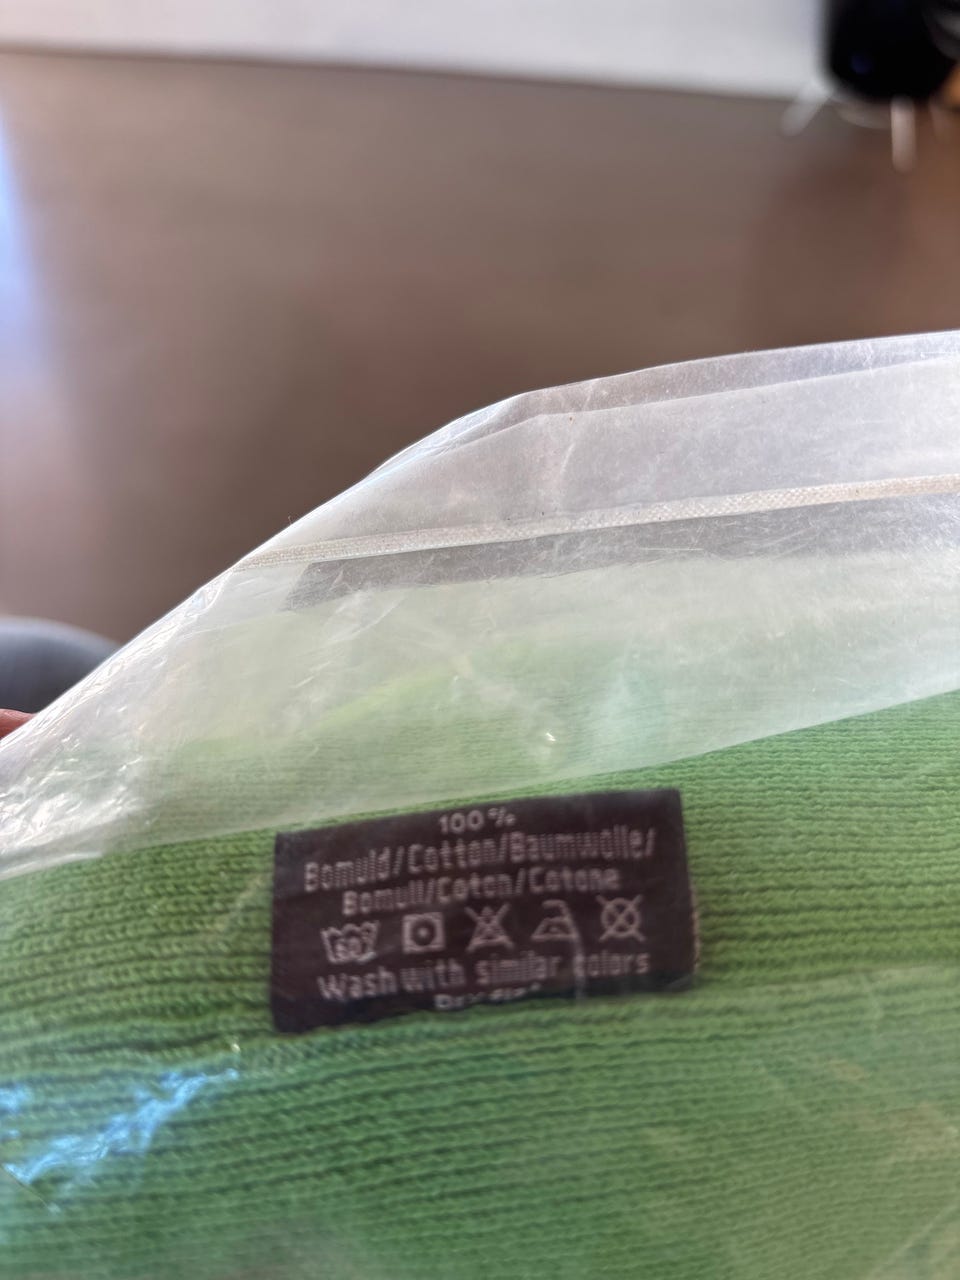 100 %
Bomuld/Cotton/Baumwolle/
Bomull/Coton/Cotone
60
Wash with similar colors